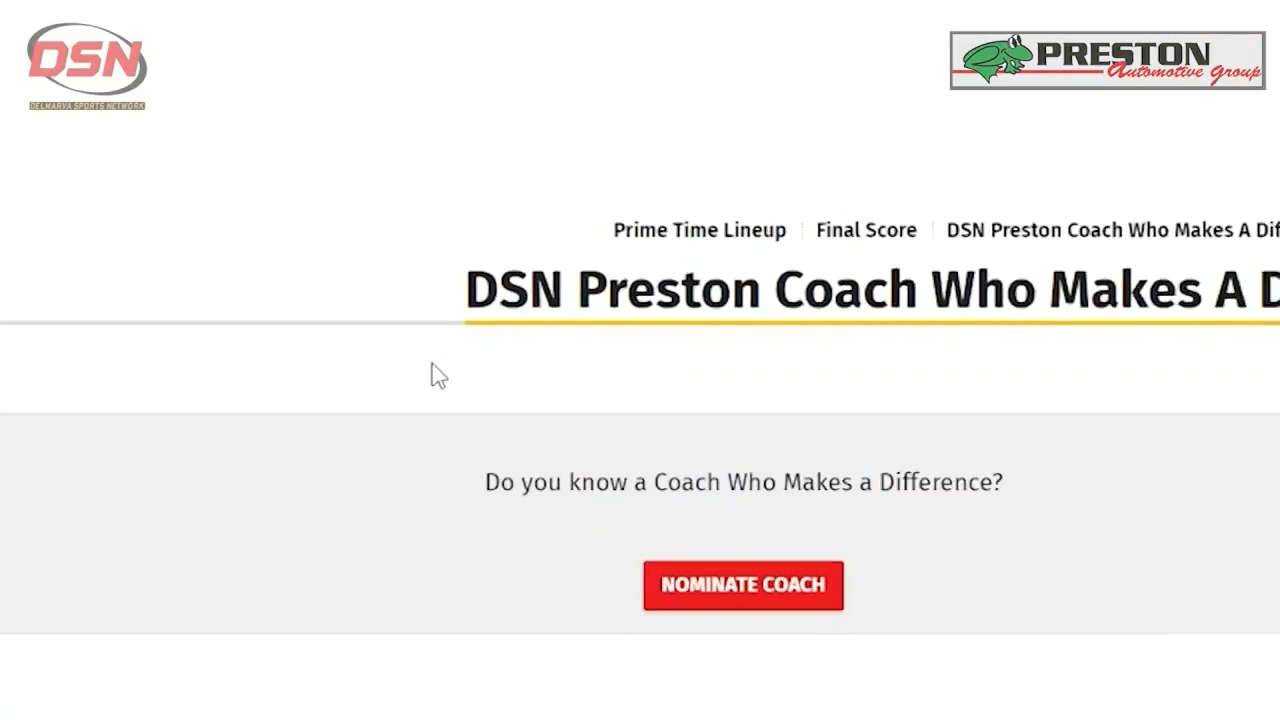 DSN
DELMARVA SPORTS NETWORK
PRESTON
Automotive Group
Prime Time Lineup
Final Score
DSN Preston Coach Who Makes A Dif
DSN Preston Coach Who Makes A D
Do you know a Coach Who Makes a Difference?
NOMINATE COACH